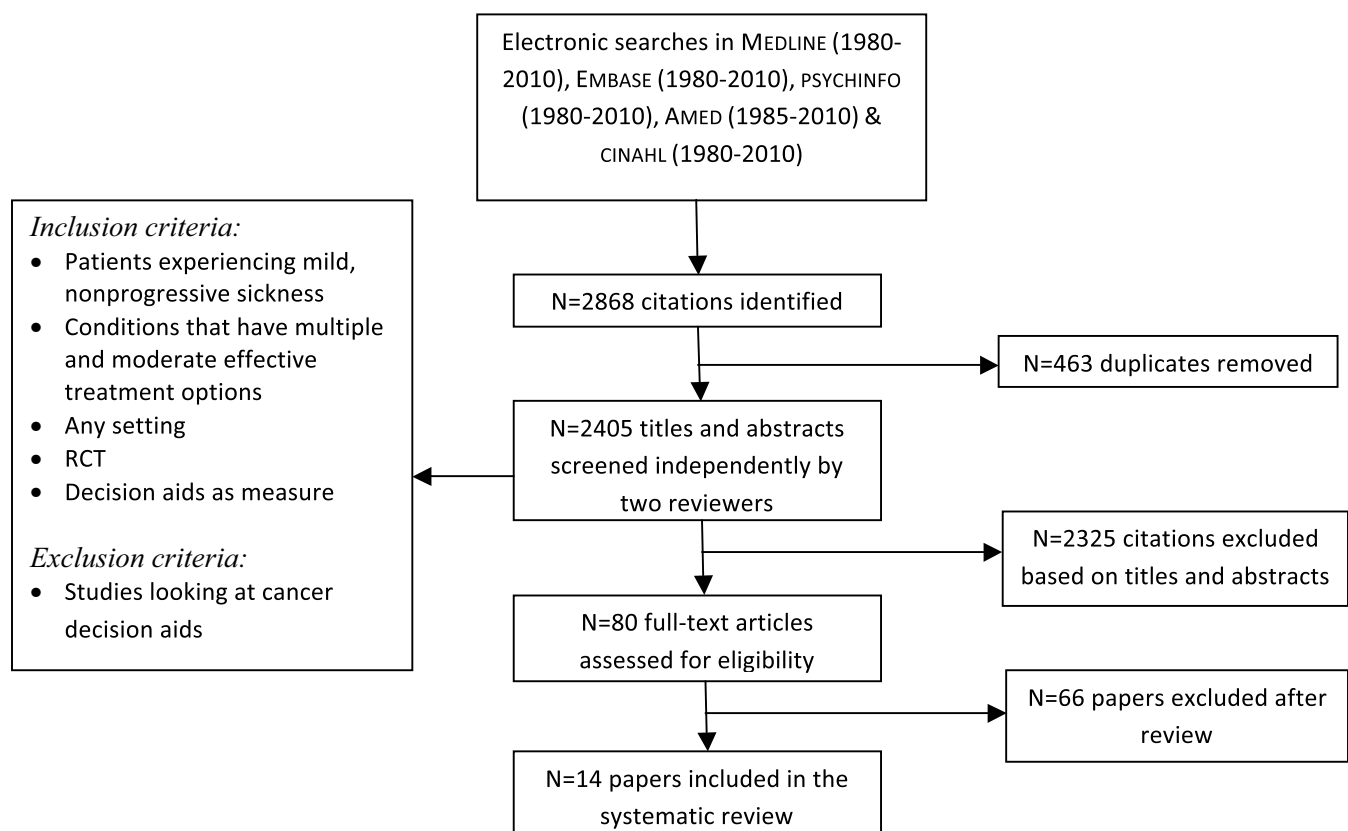 Electronic searches in MEDLINE (1980-
2010), EMBASE (1980-2010), PSYCHINFO
(1980-2010), AMED (1985-2010) &
CINAHL (1980-2010)
Inclusion criteria:
• Patients experiencing mild,
nonprogressive sickness
• Conditions that have multiple
and moderate effective
treatment options
• Any setting
• RCT
• Decision aids as measure
Exclusion criteria:
• Studies looking at cancer
decision aids
N=2868 citations identified
N=463 duplicates removed
N=2405 titles and abstracts
screened independently by
two reviewers
N=2325 citations excluded
based on titles and abstracts
N=80 full-text articles
assessed for eligibility
N=66 papers excluded after
review
N=14 papers included in the
systematic review